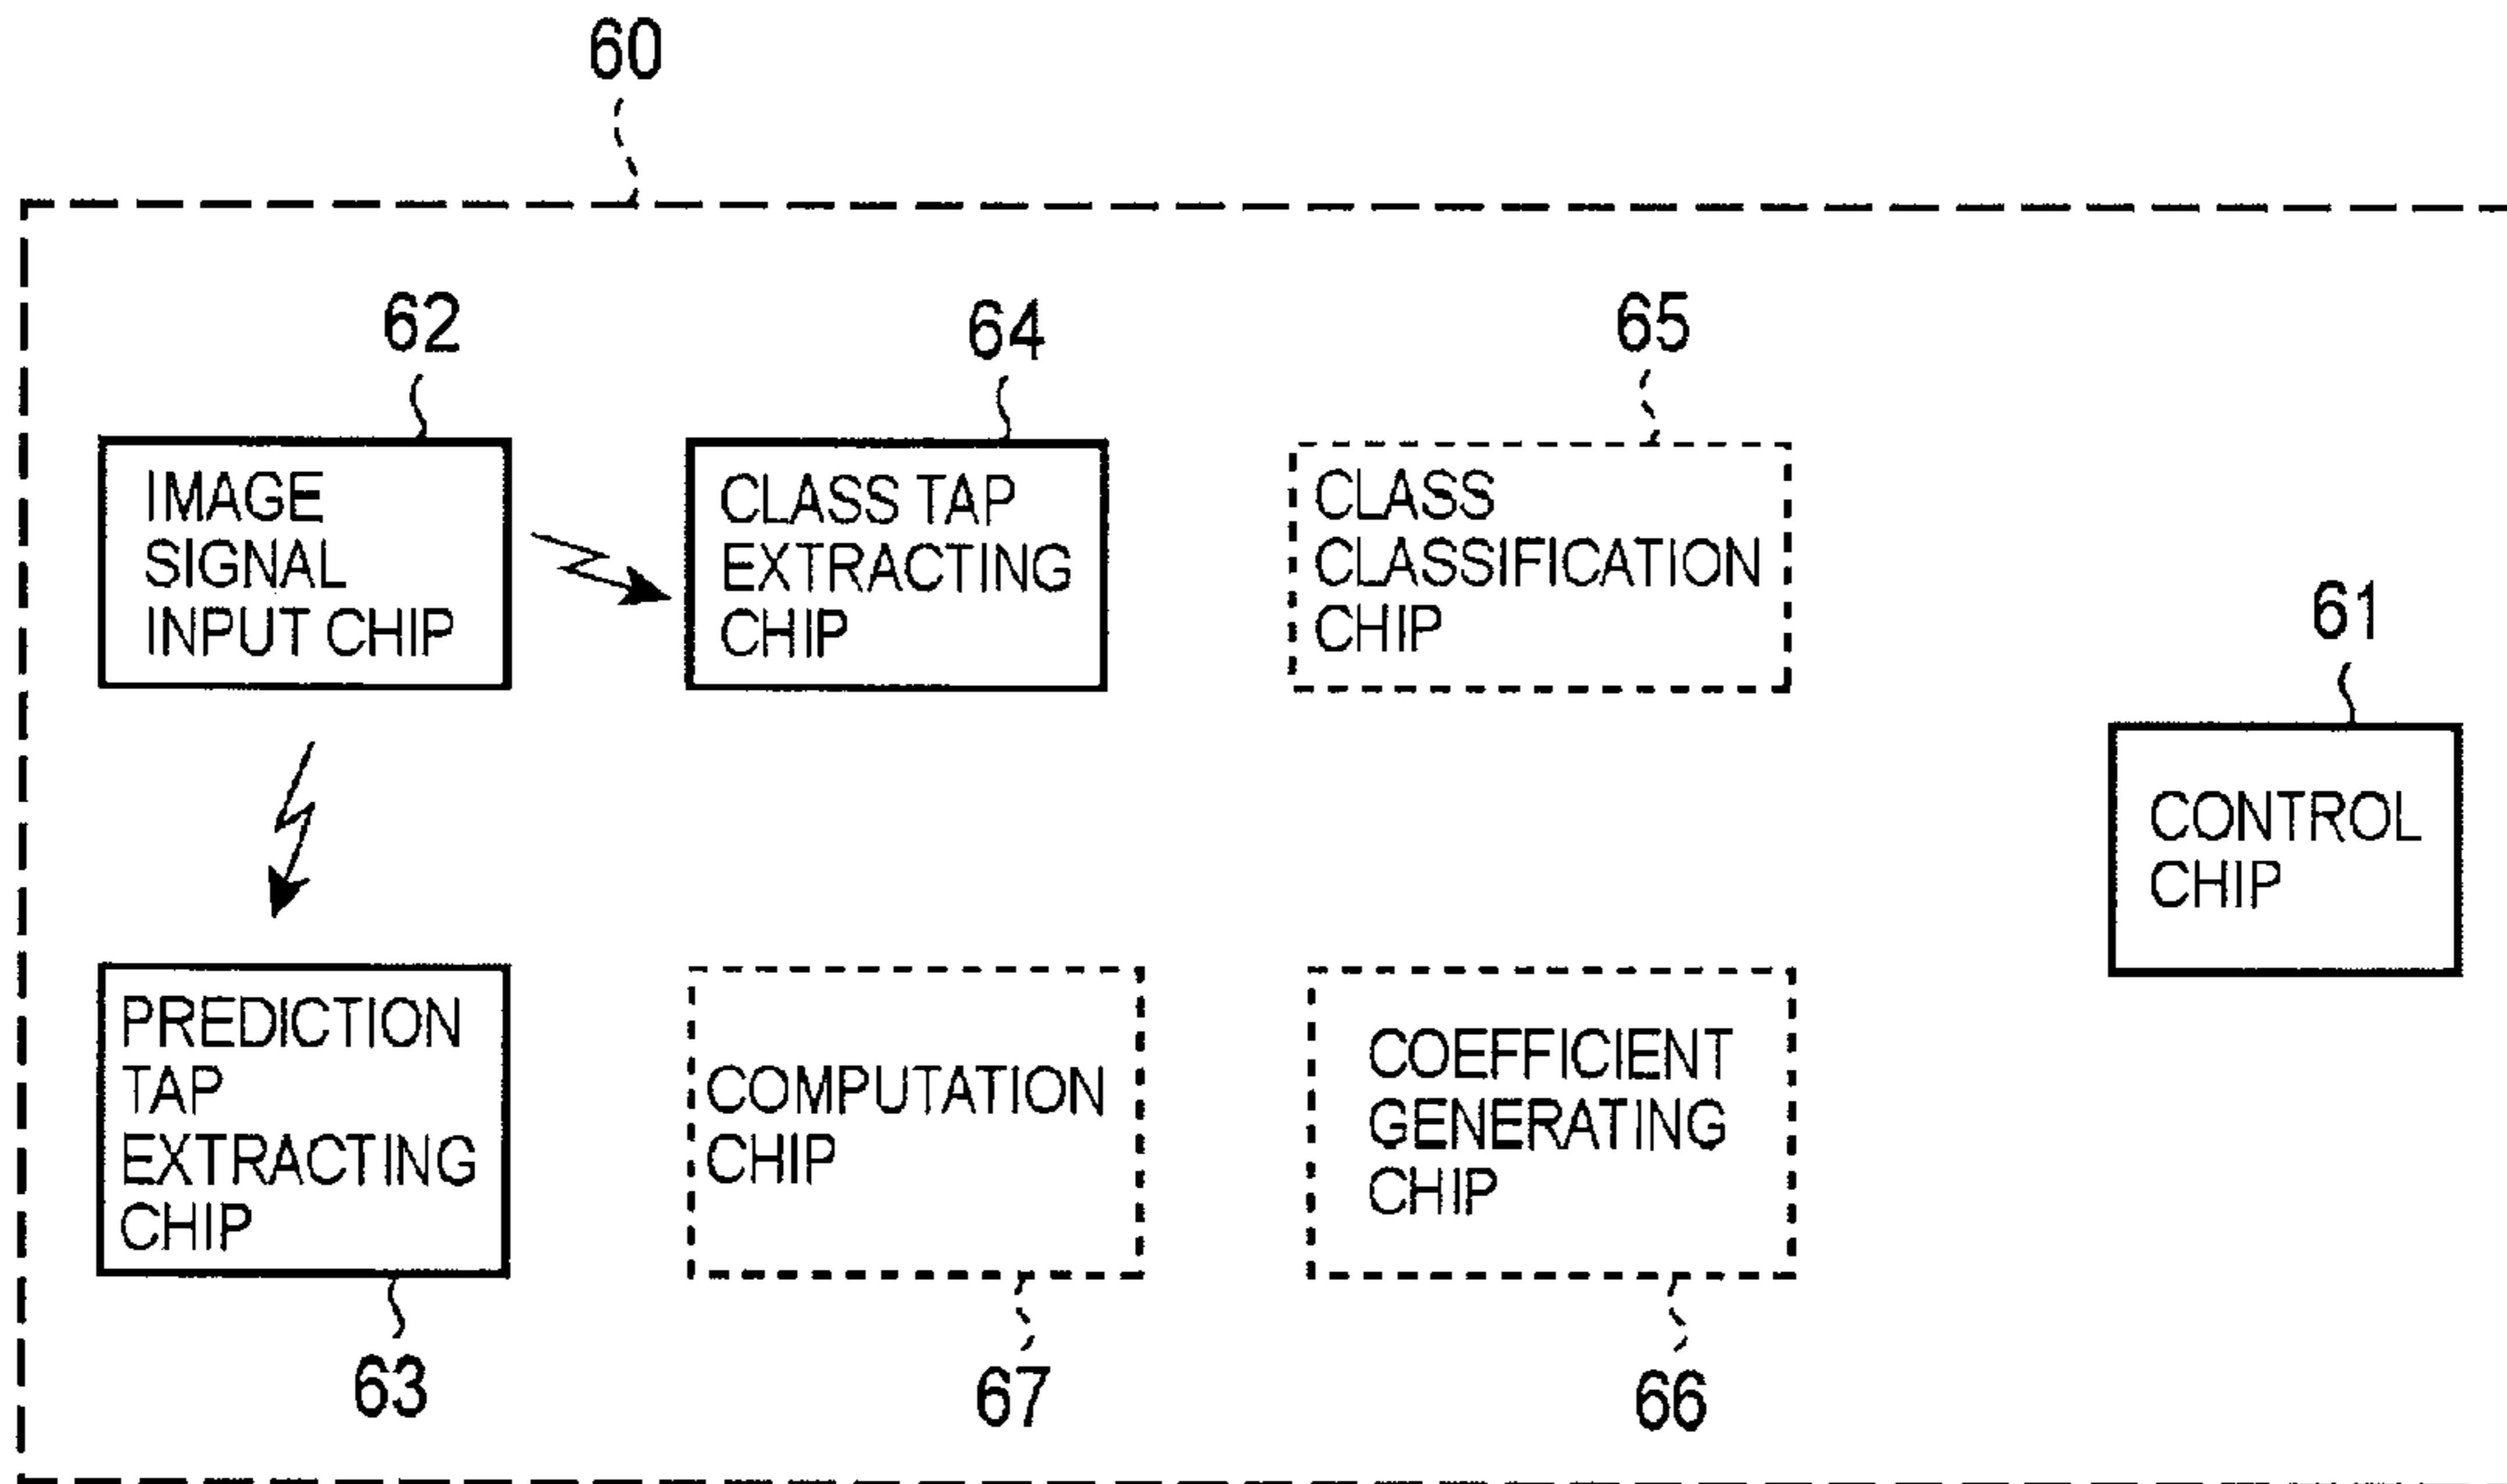 60
62
64
65
IMAGE
SIGNAL
INPUT CHIP
CLASS TAP
EXTRACTING
CHIP
CLASS
CLASSIFICATION
CHIP
61
CONTROL
CHIP
PREDICTION
TAP
EXTRACTING
CHIP
COMPUTATION
CHIP
COEFFICIENT
GENERATING
CHIP
63
67
66